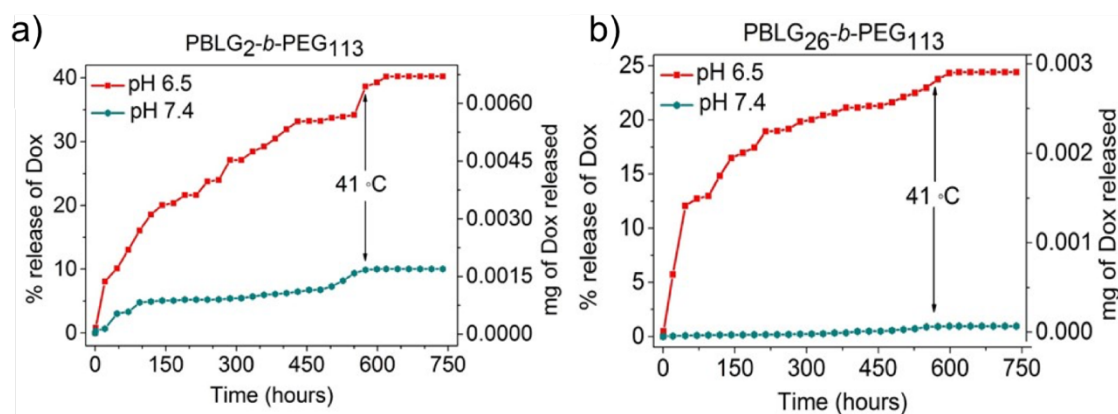 a)
PBLG2-b-PEG113
% release of Dox
40
30
20
10
0
pH 6.5
pH 7.4
41 °C
0.0060
0.0045
0.0030
0.0015
0.0000
mg of Dox released
0 150 300 450 600 750
Time (hours)
b)
PBLG26-b-PEG113
% release of Dox
25
20
15
10
5
0
pH 6.5
pH 7.4
41 °C
0.003
0.002
0.001
0.000
mg of Dox released
0 150 300 450 600 750
Time (hours)